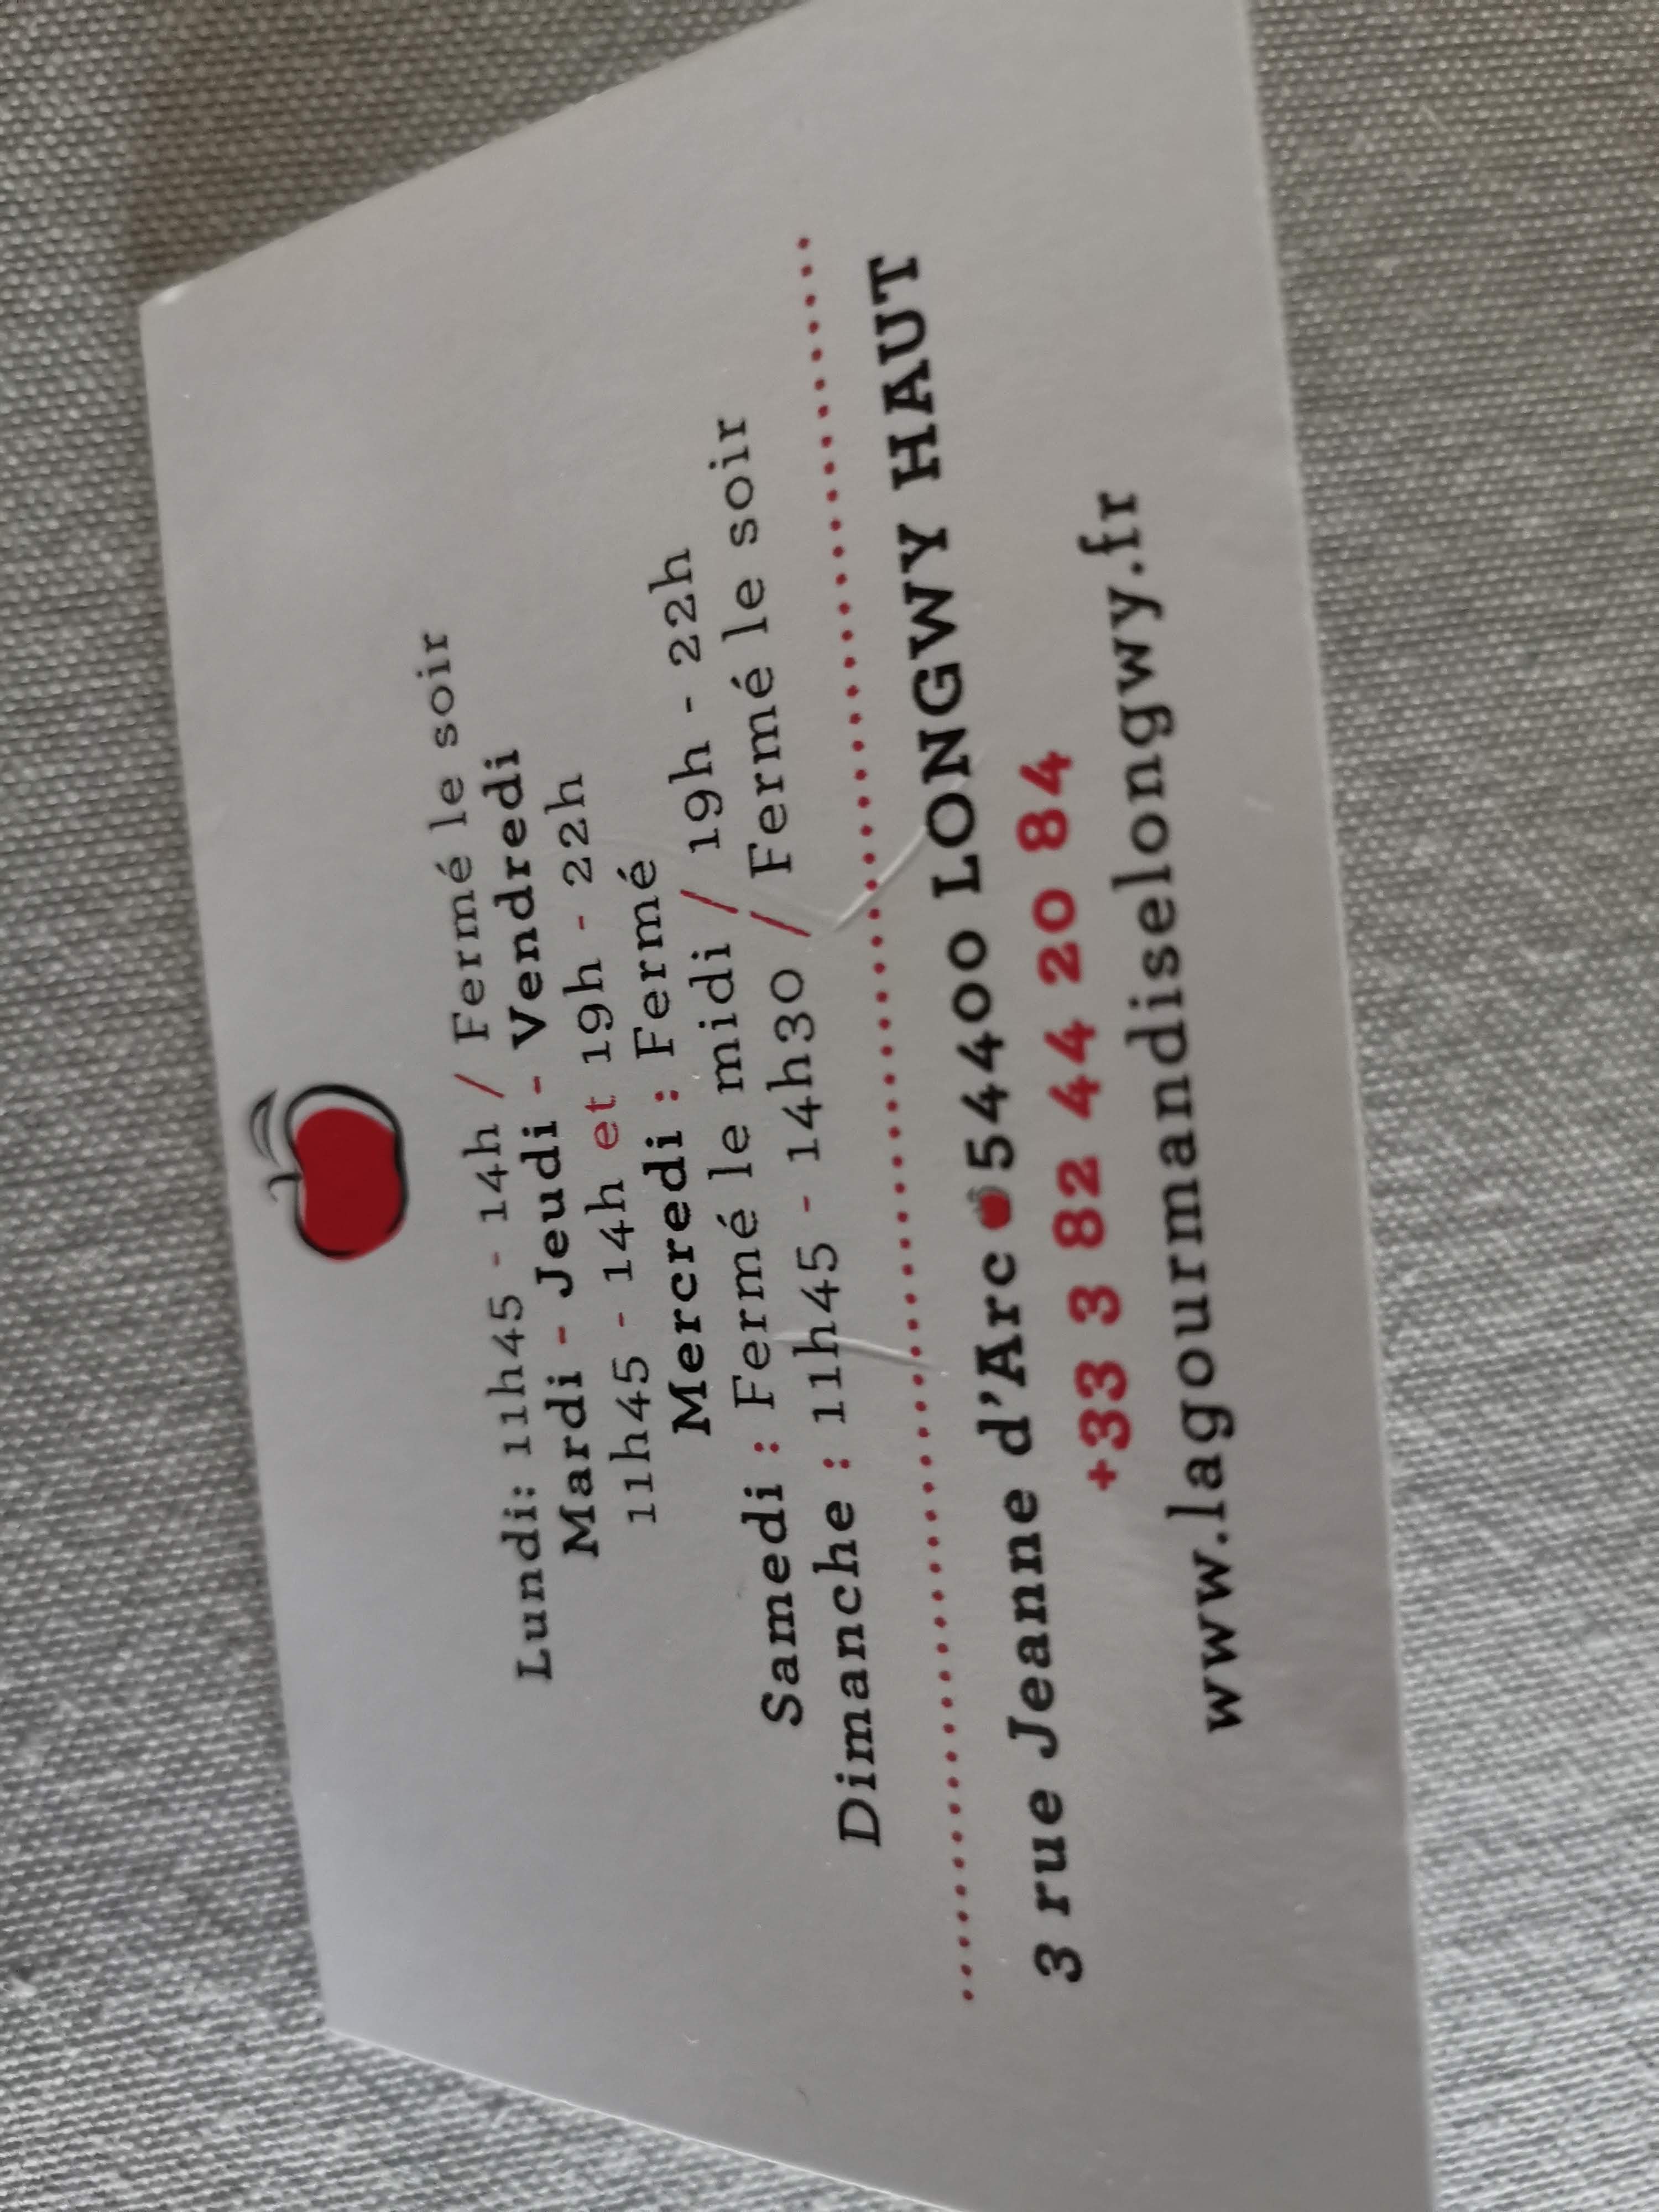 Lundi: 11h45 - 14h / Fermé le soir
Mardi - Jeudi - Vendredi
11h45 - 14h et 19h - 22h
Mercredi : Fermé
Samedi : Fermé le midi / 19h - 22h
Dimanche : 11h45 - 14h30 / Fermé le soir
3 rue Jeanne d'Arc 54400 LONGWY HAUT
+33 3 82 44 20 84
www.lagourmandiselongwy.fr